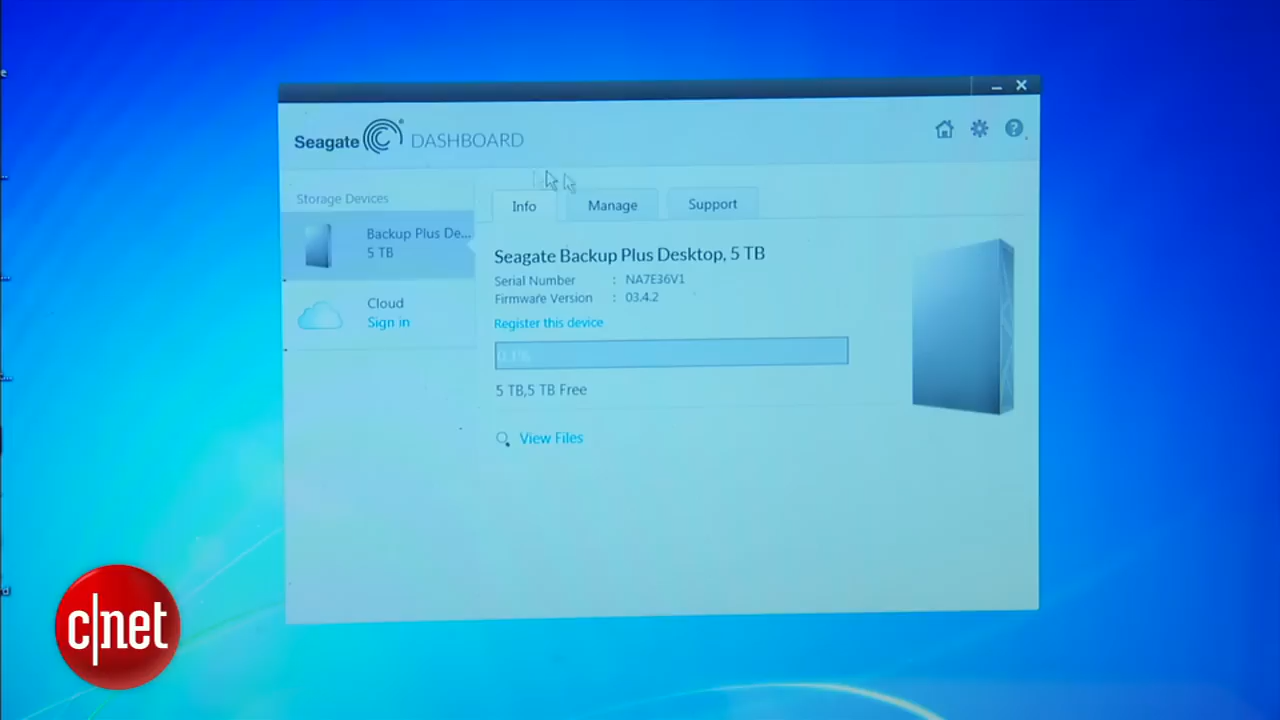 Seagate DASHBOARD
?
Storage Devices
Backup Plus De...
5 TB
Cloud
Sign in
Info
Manage
Support
Seagate Backup Plus Desktop, 5 TB
Serial Number : NA7E36V1
Firmware Version : 03.4.2
Register this device
0.1%
5 TB,5 TB Free
View Files
c|net